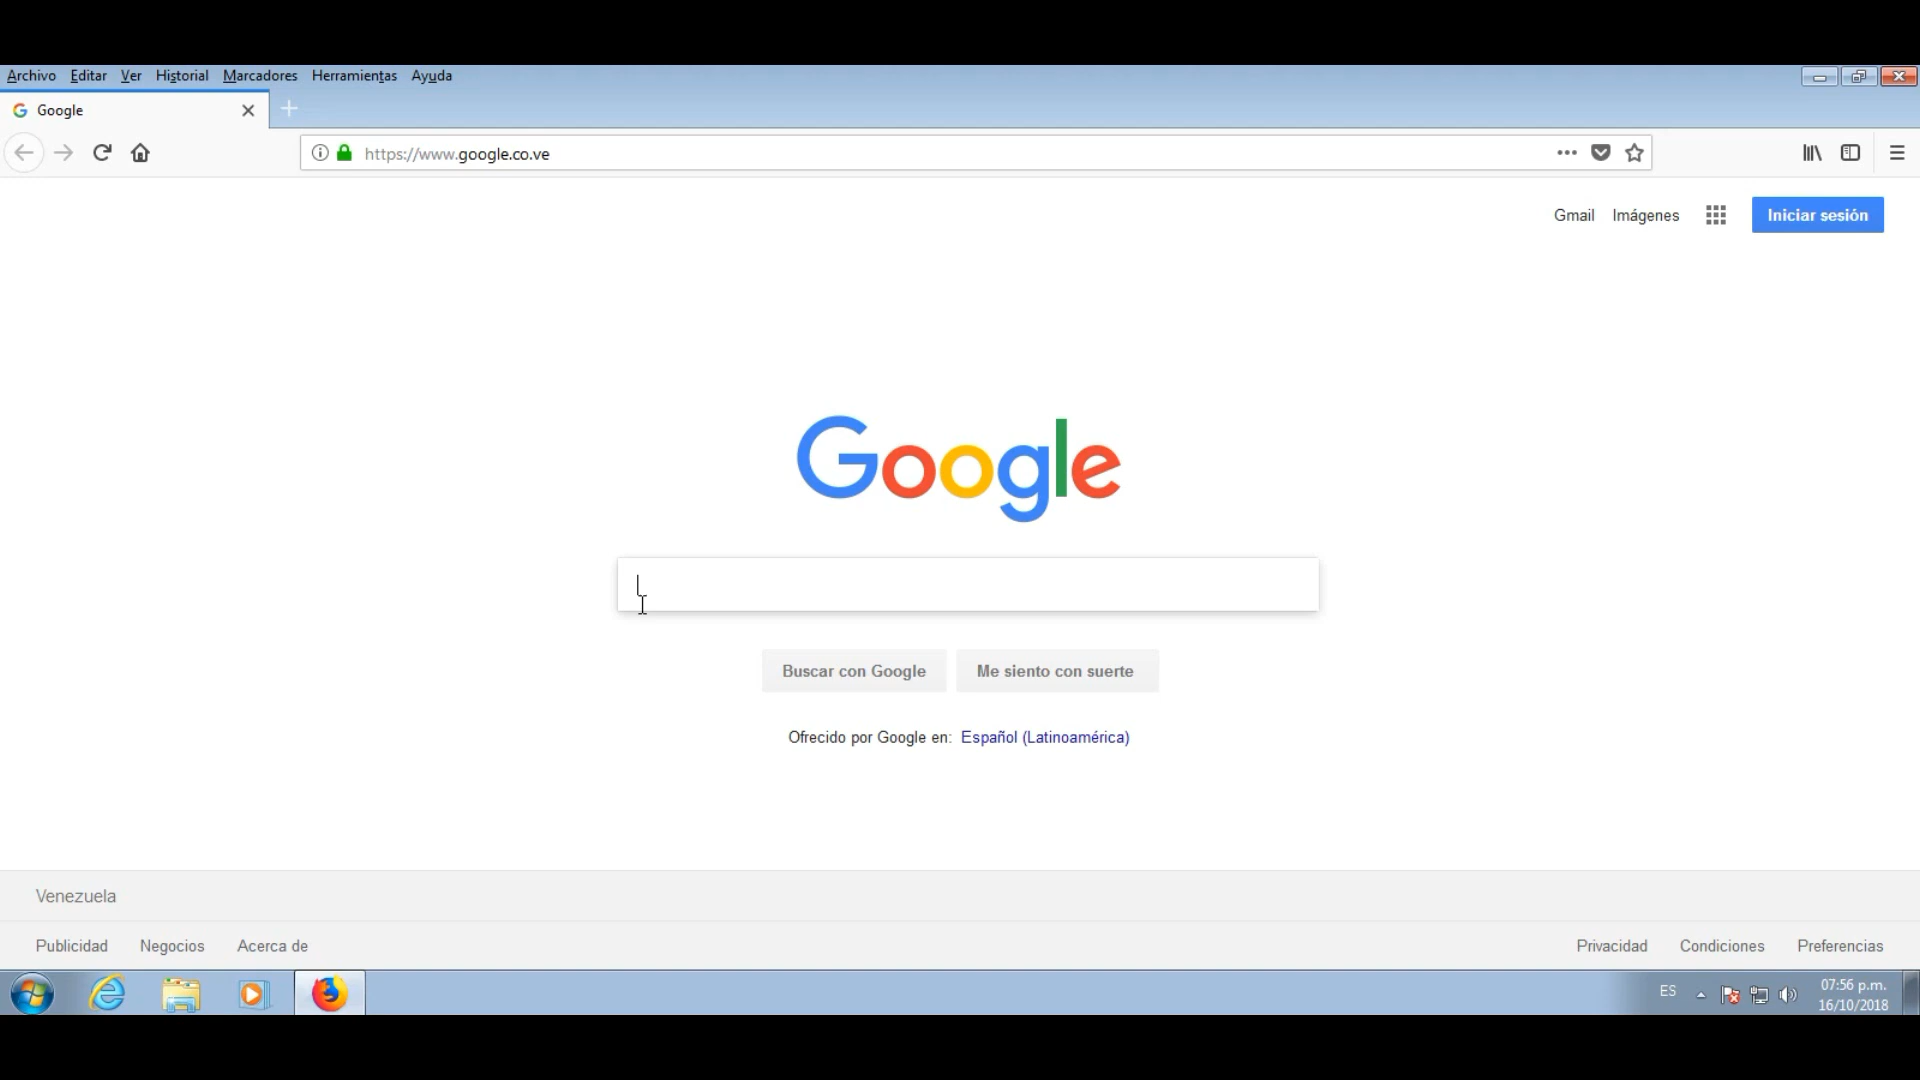 Archivo Editar Ver Historial Marcadores Herramientas Ayuda
Google
https://www.google.co.ve
Gmail Imágenes Iniciar sesión
Google
Buscar con Google Me siento con suerte
Ofrecido por Google en: Español (Latinoamérica)
Venezuela
Publicidad Negocios Acerca de Privacidad Condiciones Preferencias
ES 07:56 p.m.
16/10/2018